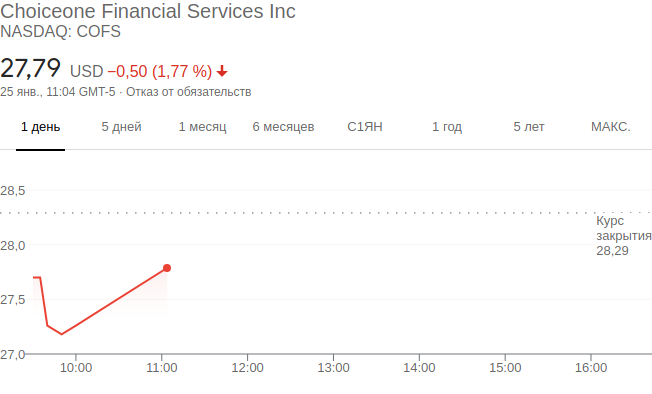 Choiceone Financial Services Inc
NASDAQ: COFS
27,79 USD −0,50 (1,77 %)
25 янв., 11:04 GMT-5 · Отказ от обязательств
1 день 5 дней 1 месяц 6 месяцев С1ЯН 1 год 5 лет МАКС.
28,5
Курс
закрытия
28,29
28,0
27,5
27,0
10:00 11:00 12:00 13:00 14:00 15:00 16:00